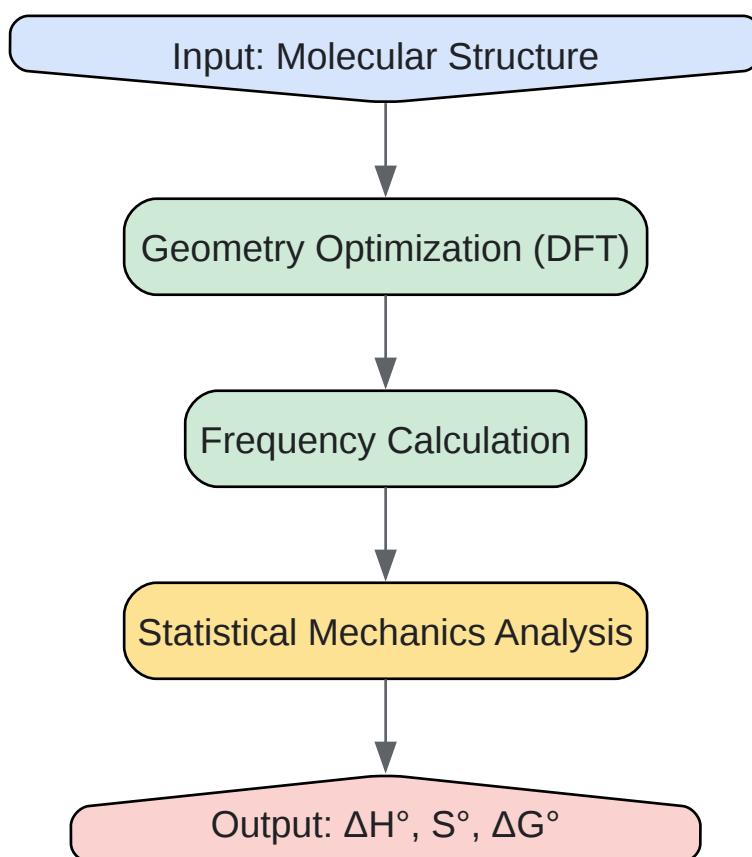 Input: Molecular Structure
Geometry Optimization (DFT)
Frequency Calculation
Statistical Mechanics Analysis
Output: ΔH°, S°, ΔG°